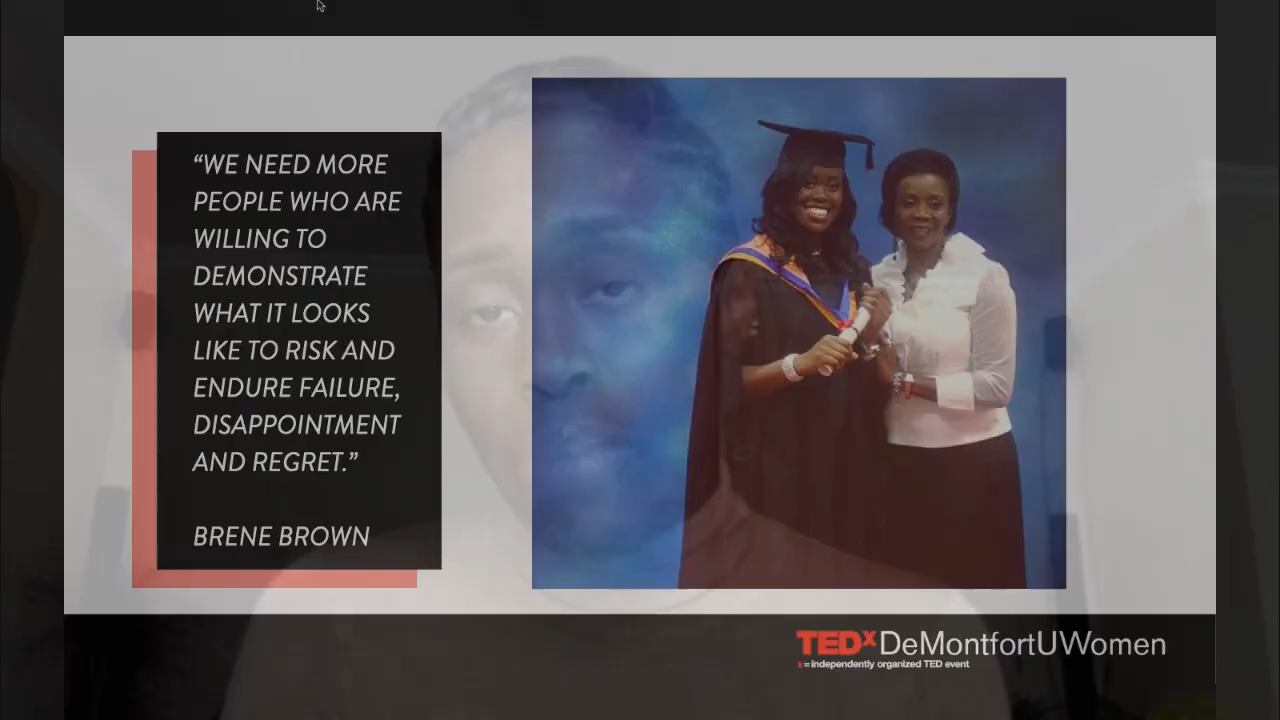 “WE NEED MORE
PEOPLE WHO ARE
WILLING TO
DEMONSTRATE
WHAT IT LOOKS
LIKE TO RISK AND
ENDURE FAILURE,
DISAPPOINTMENT
AND REGRET.”
BRENE BROWN
TEDxDeMontfortUWomen
x = independently organized TED event